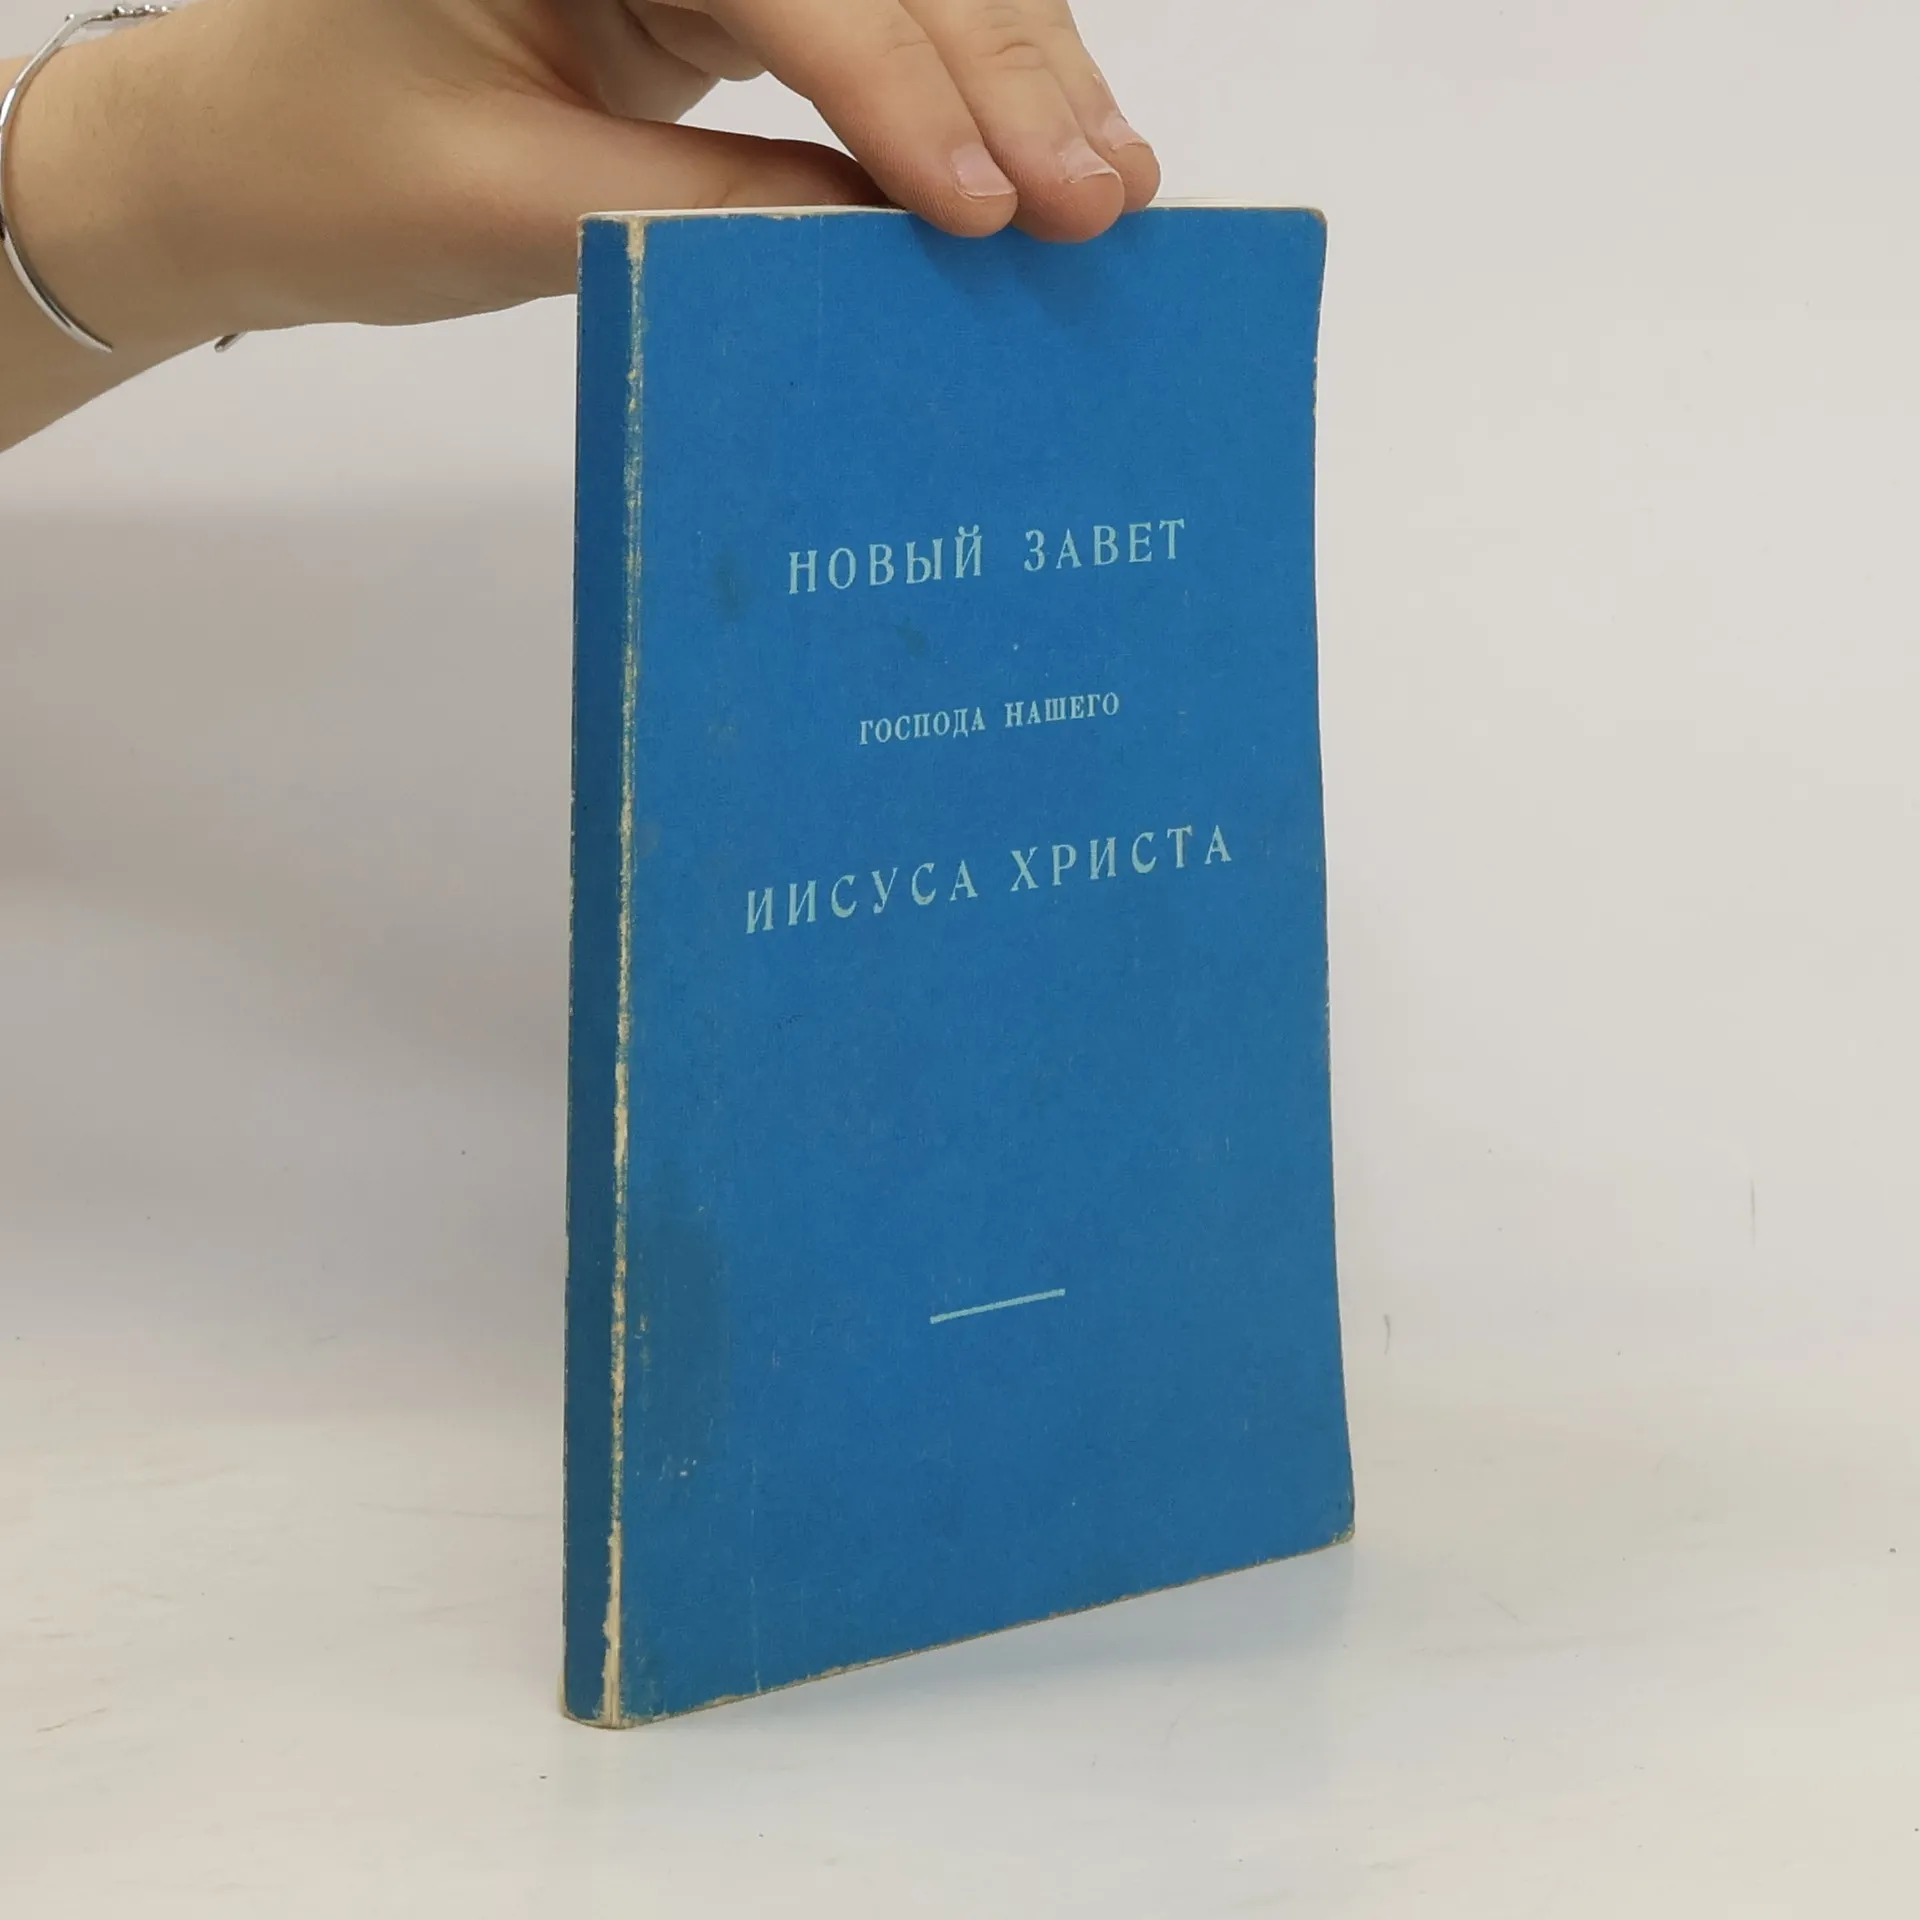 НОВЫЙ ЗАВЕТ
ГОСПОДА НАШЕГО
ИИСУСА ХРИСТА